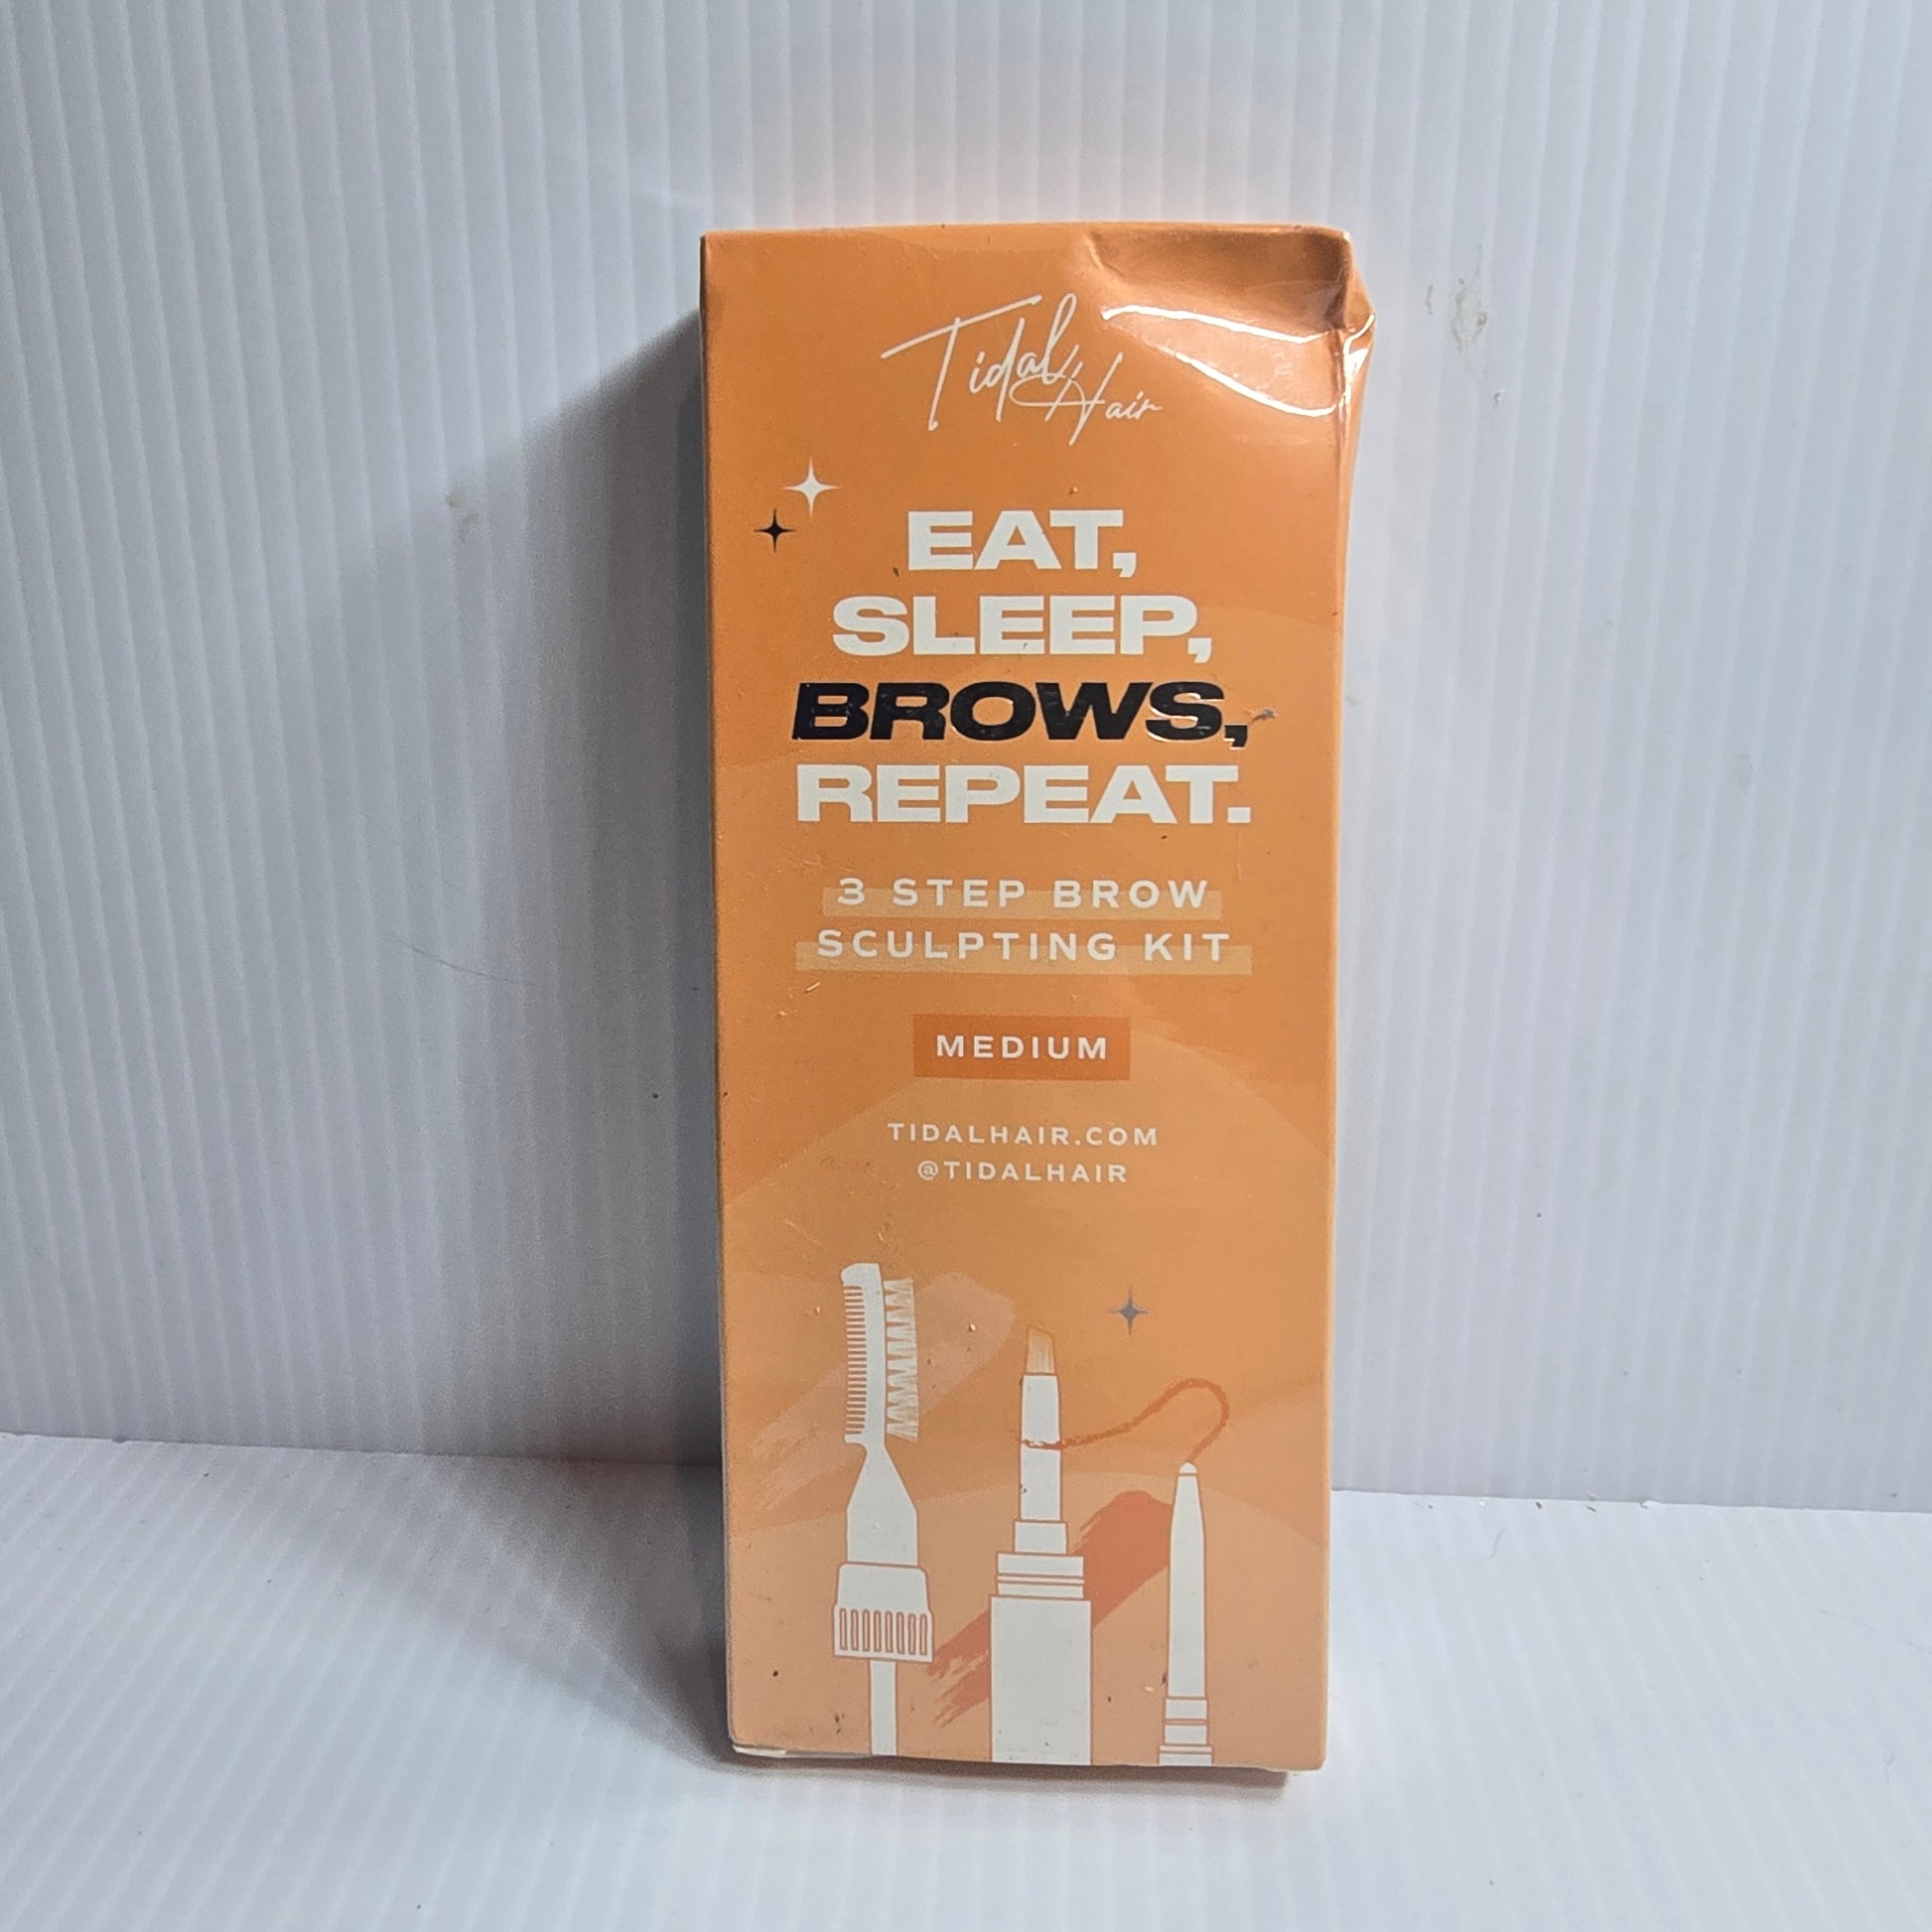 Tidal Hair
EAT,
SLEEP,
BROWS,
REPEAT.
3 STEP BROW
SCULPTING KIT
MEDIUM
TIDALHAIR.COM
@TIDALHAIR